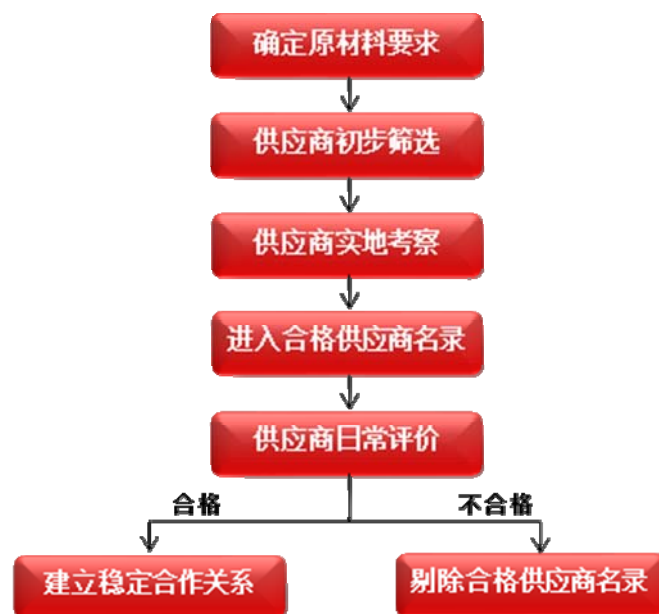 确定原材料要求
供应商初步筛选
供应商实地考察
进入合格供应商名录
供应商日常评价
合格
不合格
建立稳定合作关系
剔除合格供应商名录